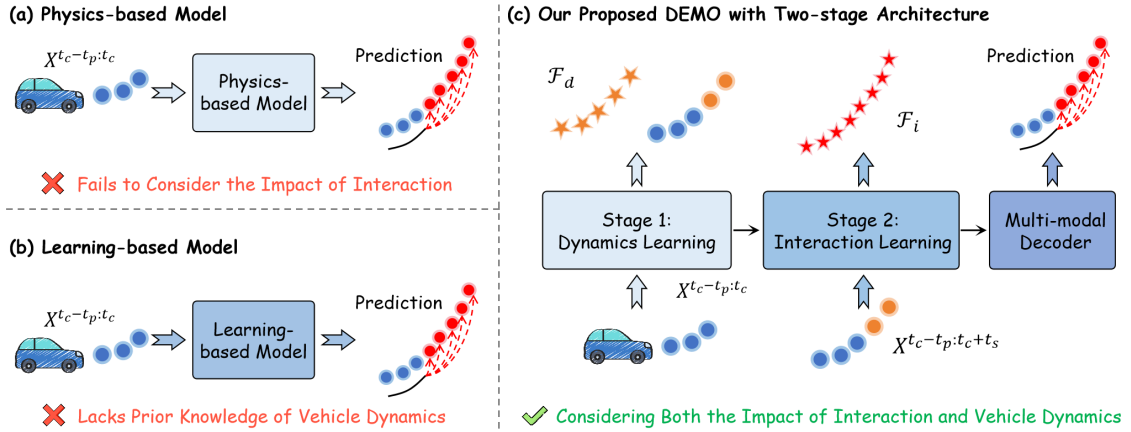 (a) Physics-based Model
X^{t_c−t_p:t_c}
Physics-
based Model
Prediction
Fails to Consider the Impact of Interaction
(b) Learning-based Model
X^{t_c−t_p:t_c}
Learning-
based Model
Prediction
Lacks Prior Knowledge of Vehicle Dynamics
(c) Our Proposed DEMO with Two-stage Architecture
ℱ_d
ℱ_i
Prediction
Stage 1:
Dynamics Learning
Stage 2:
Interaction Learning
Multi-modal
Decoder
X^{t_c−t_p:t_c}
X^{t_c−t_p:t_c+t_s}
Considering Both the Impact of Interaction and Vehicle Dynamics